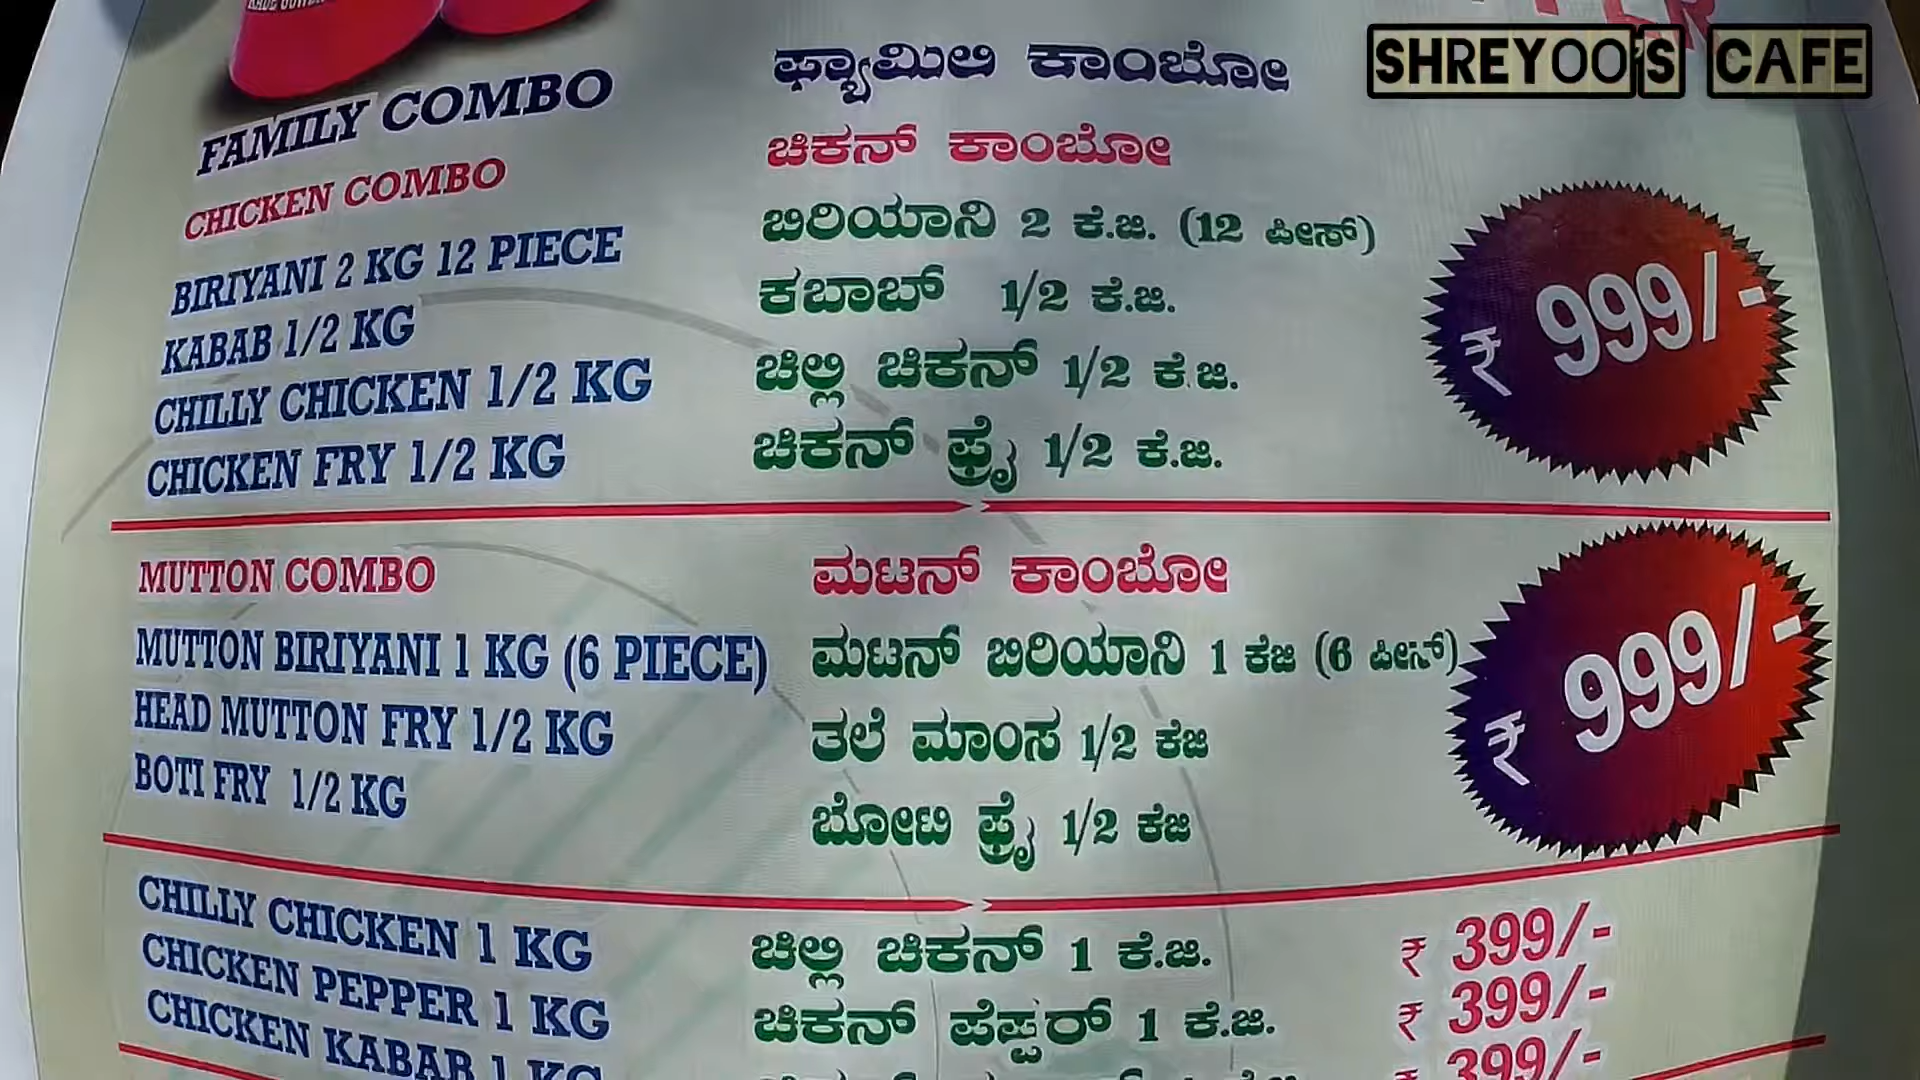 SHREYOO'S CAFE
FAMILY COMBO ಫ್ಯಾಮಿಲಿ ಕಾಂಬೋ
CHICKEN COMBO ಚಿಕನ್ ಕಾಂಬೋ
BIRIYANI 2 KG 12 PIECE ಬಿರಿಯಾನಿ 2 ಕೆ.ಜಿ. (12 ಪೀಸ್)
KABAB 1/2 KG ಕಬಾಬ್ 1/2 ಕೆ.ಜಿ.
₹ 999/-
CHILLY CHICKEN 1/2 KG ಚಿಲ್ಲಿ ಚಿಕನ್ 1/2 ಕೆ.ಜಿ.
CHICKEN FRY 1/2 KG ಚಿಕನ್ ಫ್ರೈ 1/2 ಕೆ.ಜಿ.
MUTTON COMBO ಮಟನ್ ಕಾಂಬೋ
MUTTON BIRIYANI 1 KG (6 PIECE) ಮಟನ್ ಬಿರಿಯಾನಿ 1 ಕೆಜಿ (6 ಪೀಸ್)
₹ 999/-
HEAD MUTTON FRY 1/2 KG ತಲೆ ಮಾಂಸ 1/2 ಕೆಜಿ
BOTI FRY 1/2 KG ಬೋಟಿ ಫ್ರೈ 1/2 ಕೆಜಿ
CHILLY CHICKEN 1 KG ಚಿಲ್ಲಿ ಚಿಕನ್ 1 ಕೆ.ಜಿ. ₹ 399/-
CHICKEN PEPPER 1 KG ಚಿಕನ್ ಪೆಪ್ಪರ್ 1 ಕೆ.ಜಿ. ₹ 399/-
CHICKEN KABAB 1 KG 399/-